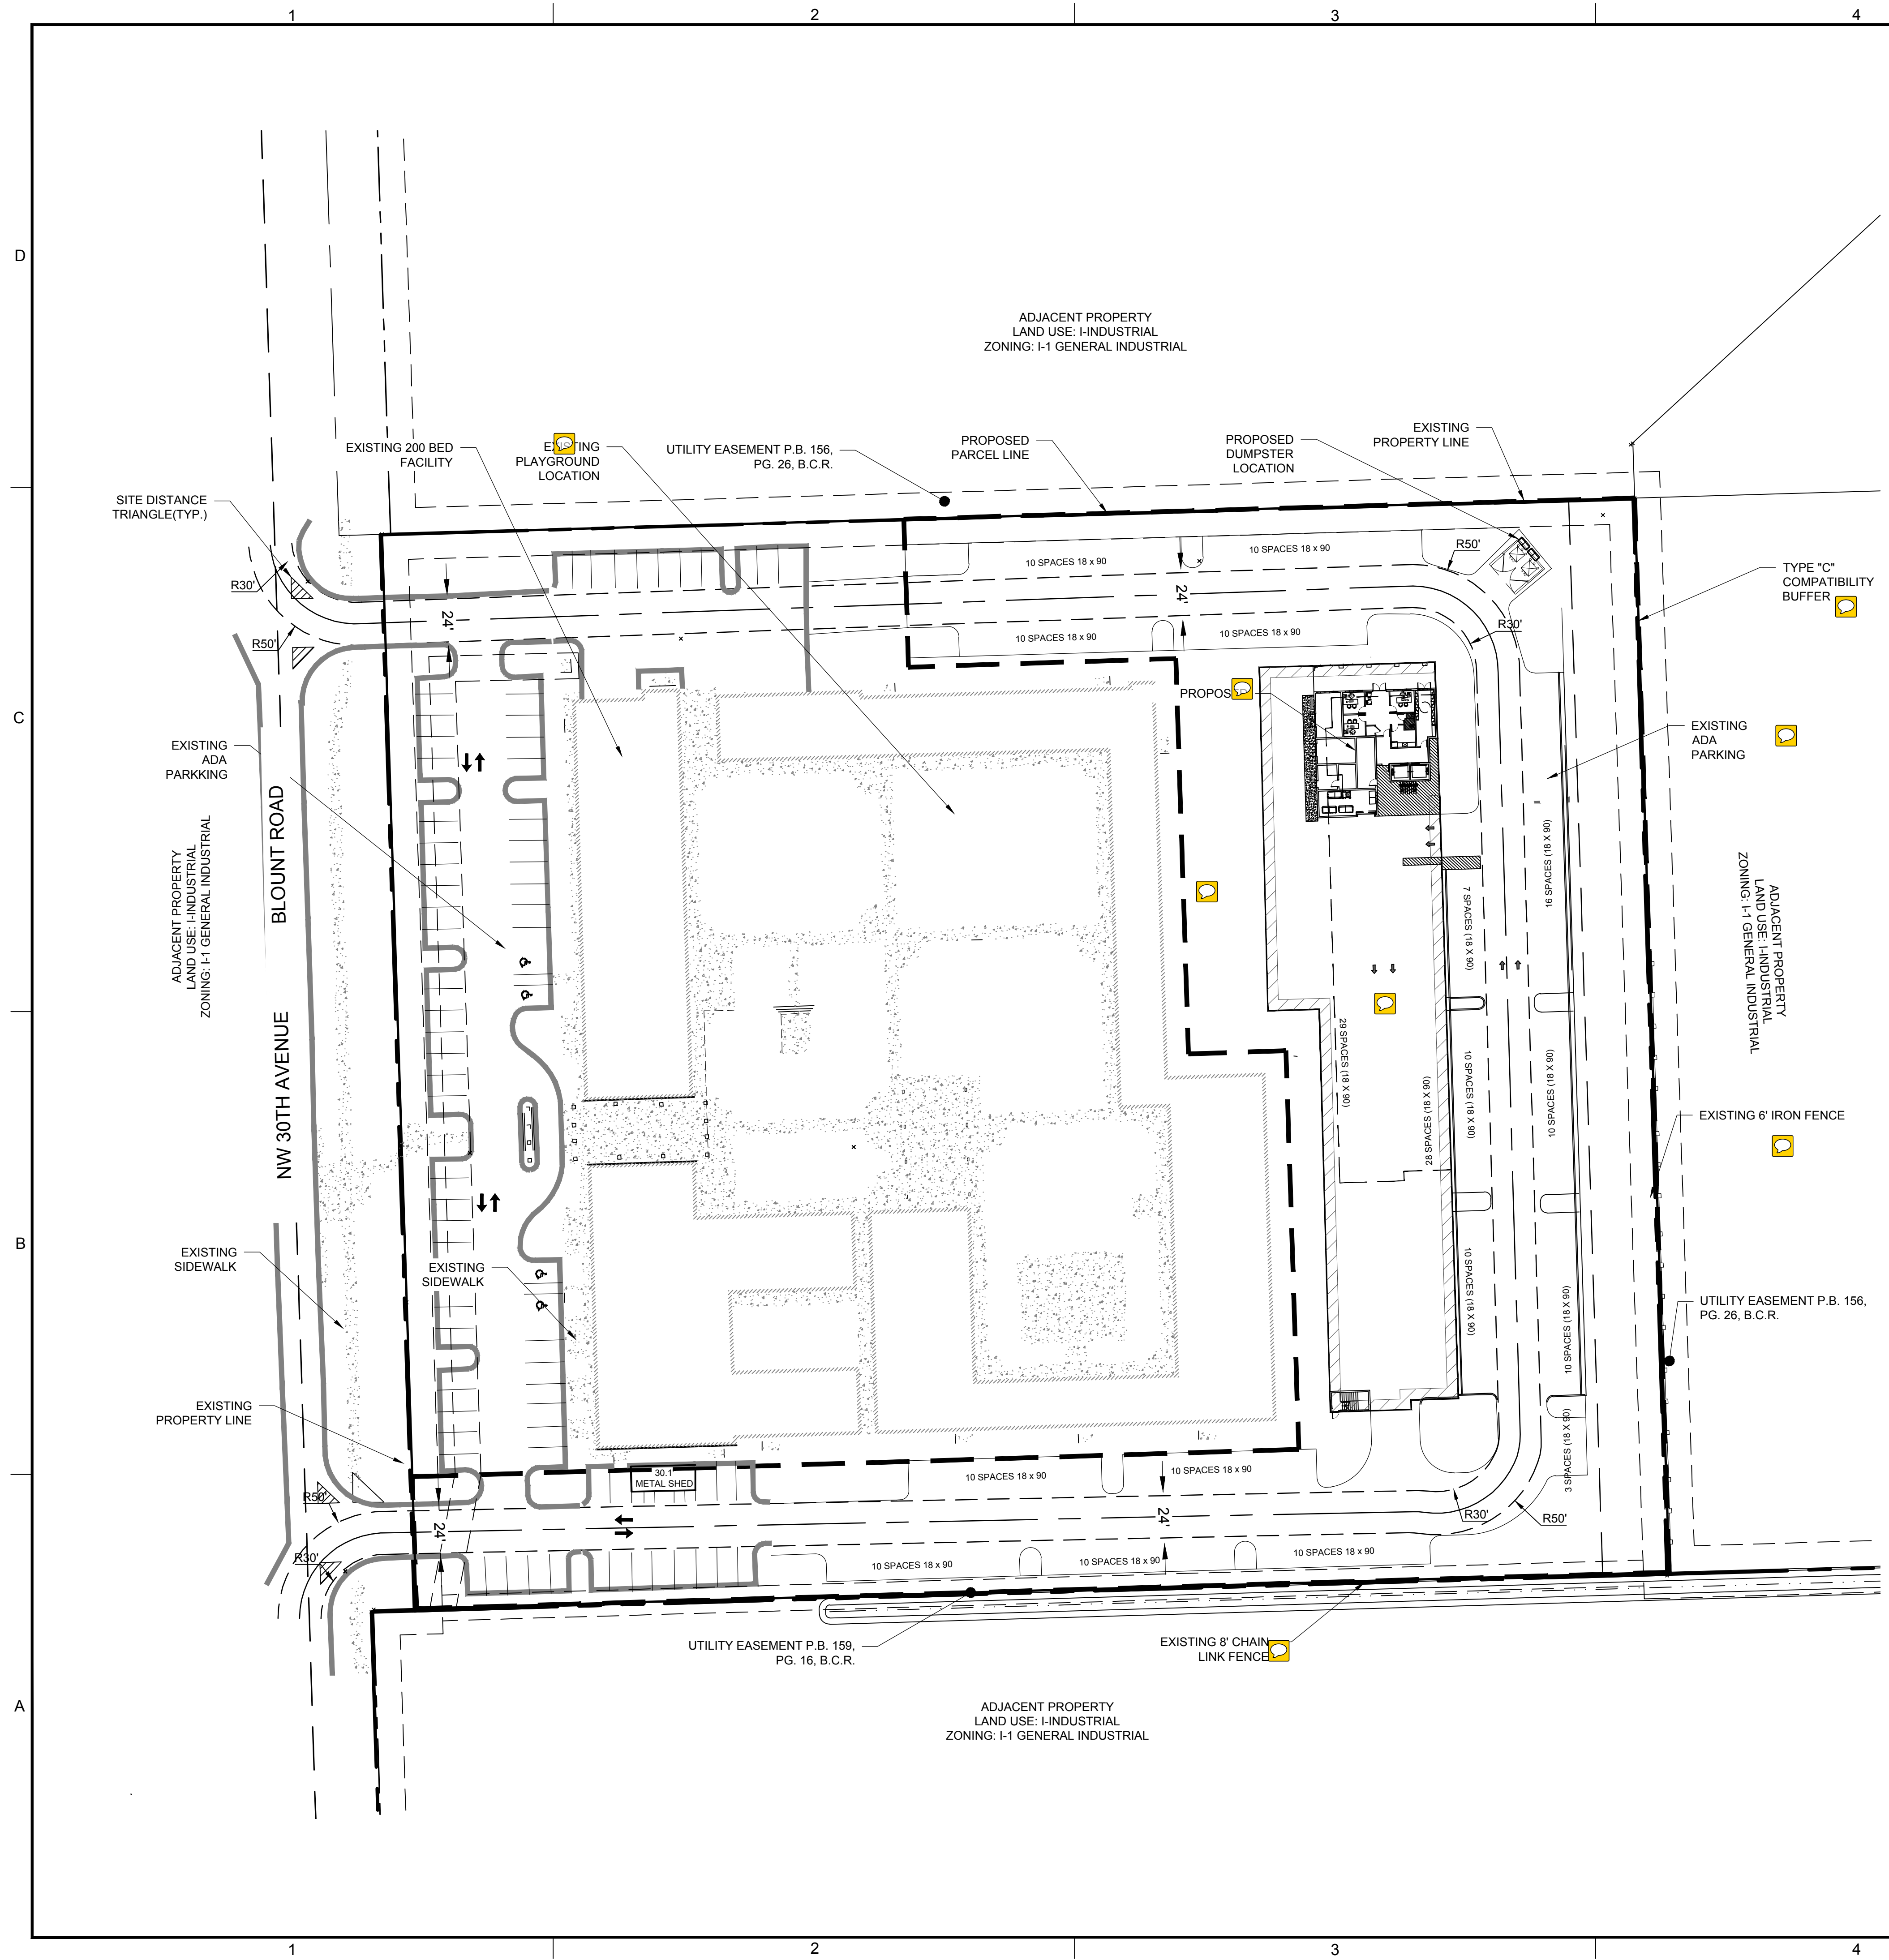 1
2
3
4
D
C
B
A
ADJACENT PROPERTY
LAND USE: I-INDUSTRIAL
ZONING: I-1 GENERAL INDUSTRIAL
EXISTING 200 BED
FACILITY
PLAYGROUND
LOCATION
UTILITY EASEMENT P.B. 156,
PG. 26, B.C.R.
PROPOSED
PARCEL LINE
PROPOSED
DUMPSTER
LOCATION
EXISTING
PROPERTY LINE
SITE DISTANCE
TRIANGLE(TYP.)
R30'
R50'
24'
10 SPACES 18 x 90
10 SPACES 18 x 90
24'
10 SPACES 18 x 90
10 SPACES 18 x 90
R50'
R30'
TYPE "C"
COMPATIBILITY
BUFFER
EXISTING
ADA
PARKKING
EXISTING
ADA
PARKING
ADJACENT PROPERTY
LAND USE: I-INDUSTRIAL
ZONING: I-1 GENERAL INDUSTRIAL
BLOUNT ROAD
NW 30TH AVENUE
7 SPACES (18 X 90)
16 SPACES (18 X 90)
ADJACENT PROPERTY
LAND USE: I-INDUSTRIAL
ZONING: I-1 GENERAL INDUSTRIAL
29 SPACES (18 X 90)
28 SPACES (18 X 90)
10 SPACES (18 X 90)
10 SPACES (18 X 90)
EXISTING 6' IRON FENCE
EXISTING
SIDEWALK
EXISTING
SIDEWALK
10 SPACES (18 X 90)
10 SPACES (18 X 90)
UTILITY EASEMENT P.B. 156,
PG. 26, B.C.R.
EXISTING
PROPERTY LINE
3 SPACES (18 X 90)
30.1
METAL SHED
10 SPACES 18 x 90
10 SPACES 18 x 90
R50'
R30'
24'
24'
R30'
R50'
10 SPACES 18 x 90
10 SPACES 18 x 90
10 SPACES 18 x 90
UTILITY EASEMENT P.B. 159,
PG. 16, B.C.R.
EXISTING 8' CHAIN
LINK FENCE
ADJACENT PROPERTY
LAND USE: I-INDUSTRIAL
ZONING: I-1 GENERAL INDUSTRIAL
1
2
3
4